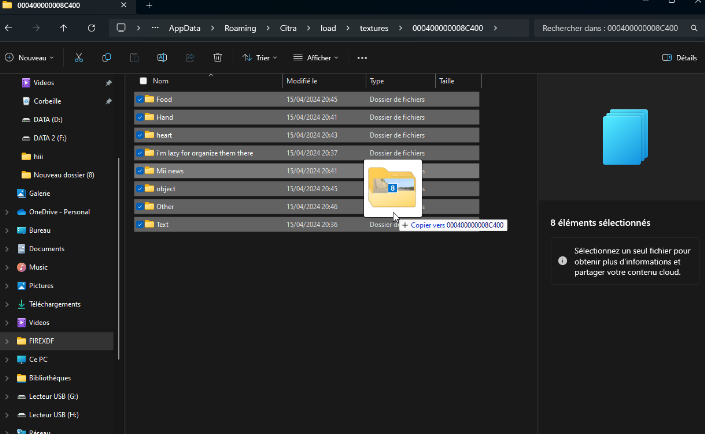 000400000008C400
AppData > Roaming > Citra > load > textures > 000400000008C400 >
Rechercher dans : 000400000008C400
Nouveau
Trier
Afficher
Détails
Nom
Modifié le
Type
Taille
Videos
Corbeille
DATA (D:)
DATA 2 (F:)
hiii
Nouveau dossier (8)
Galerie
OneDrive - Personal
Bureau
Documents
Music
Pictures
Téléchargements
Videos
FIREXDF
Ce PC
Bibliothèques
Lecteur USB (G:)
Lecteur USB (H:)
Réseau
Food 15/04/2024 20:45 Dossier de fichiers
Hand 15/04/2024 20:41 Dossier de fichiers
heart 15/04/2024 20:43 Dossier de fichiers
i'm lazy for organize them there 15/04/2024 20:37 Dossier de fichiers
Mii news 15/04/2024 20:41
object 15/04/2024 20:45
Other 15/04/2024 20:46
Text 15/04/2024 20:36 Dossier
8
+ Copier vers 000400000008C400
8 éléments sélectionnés
Sélectionnez un seul fichier pour
obtenir plus d'informations et
partager votre contenu cloud.